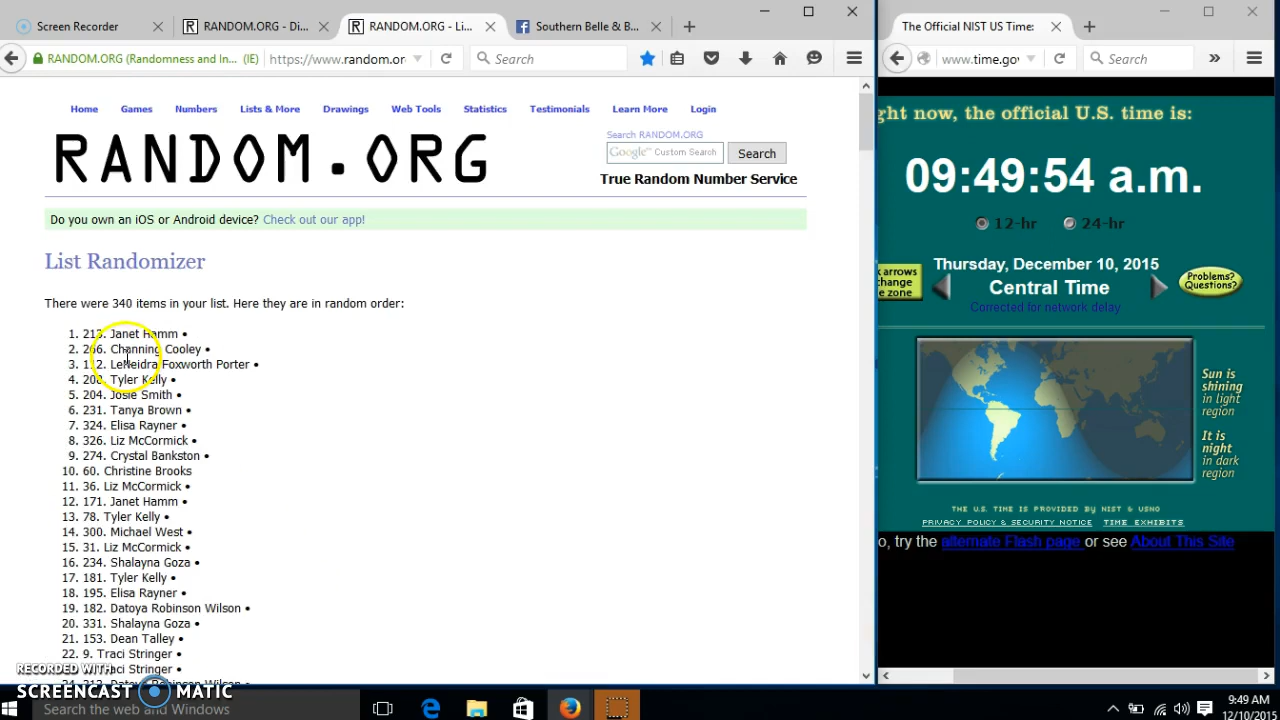 Screen Recorder
RANDOM.ORG - Di...
RANDOM.ORG - Li...
Southern Belle & B...
RANDOM.ORG (Randomness and In... (IE)
https://www.random.or
Search
Home Games Numbers Lists & More Drawings Web Tools Statistics Testimonials Learn More Login
RANDOM.ORG
Search RANDOM.ORG
Google™ Custom Search
Search
True Random Number Service
Do you own an iOS or Android device? Check out our app!
List Randomizer
There were 340 items in your list. Here they are in random order:
1. 213. Janet Hamm •
2. 266. Channing Cooley •
3. 112. Lekeidra Foxworth Porter •
4. 208. Tyler Kelly •
5. 204. Josie Smith •
6. 231. Tanya Brown •
7. 324. Elisa Rayner •
8. 326. Liz McCormick •
9. 274. Crystal Bankston •
10. 60. Christine Brooks
11. 36. Liz McCormick •
12. 171. Janet Hamm •
13. 78. Tyler Kelly •
14. 300. Michael West •
15. 31. Liz McCormick •
16. 234. Shalayna Goza •
17. 181. Tyler Kelly •
18. 195. Elisa Rayner •
19. 182. Datoya Robinson Wilson •
20. 331. Shalayna Goza •
21. 153. Dean Talley •
22. 9. Traci Stringer •
Stringer •
RECORDED WITH
SCREENCAST MATIC
Search the web and Windows
The Official NIST US Time:
www.time.gov
Search
ght now, the official U.S. time is:
09:49:54 a.m.
12-hr 24-hr
k arrows
change
e zone
Thursday, December 10, 2015
Central Time
Corrected for network delay
Problems?
Questions?
Sun is
shining
in light
region
It is
night
in dark
region
THE U.S. TIME IS PROVIDED BY NIST & USNO
PRIVACY POLICY & SECURITY NOTICE TIME EXHIBITS
o, try the alternate Flash page or see About This Site
9:49 AM
12/10/2015